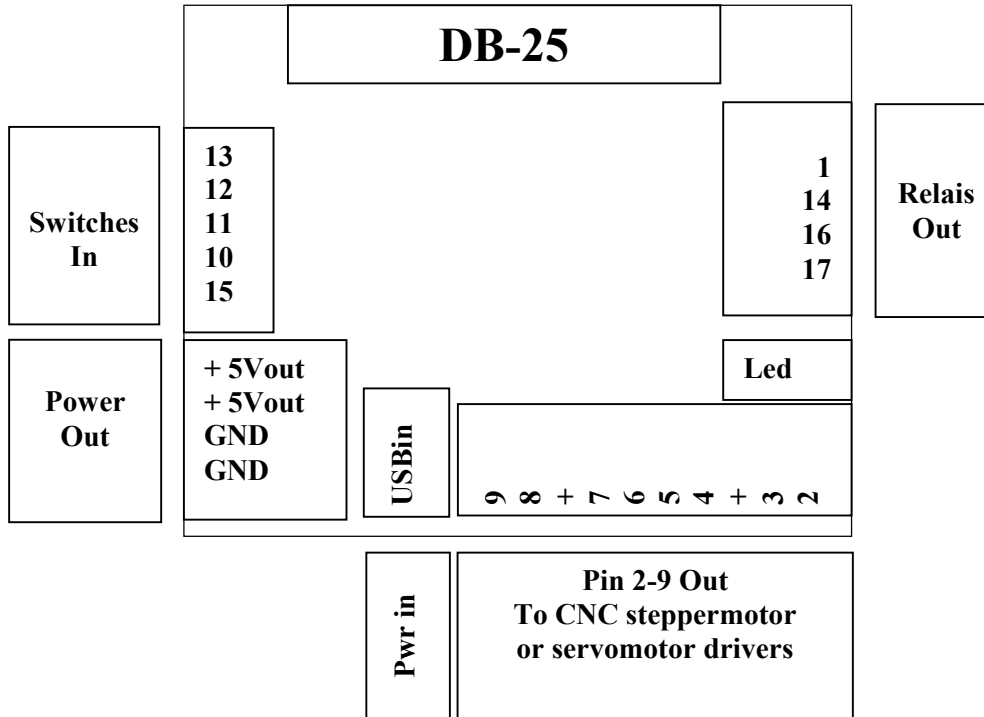 DB-25
Switches
In
13
12
11
10
15
1
14
16
17
Relais
Out
Power
Out
+ 5Vout
+ 5Vout
GND
GND
USBin
Led
9 8 + 7 6 5 4 + 3 2
Pwr in
Pin 2-9 Out
To CNC steppermotor
or servomotor drivers